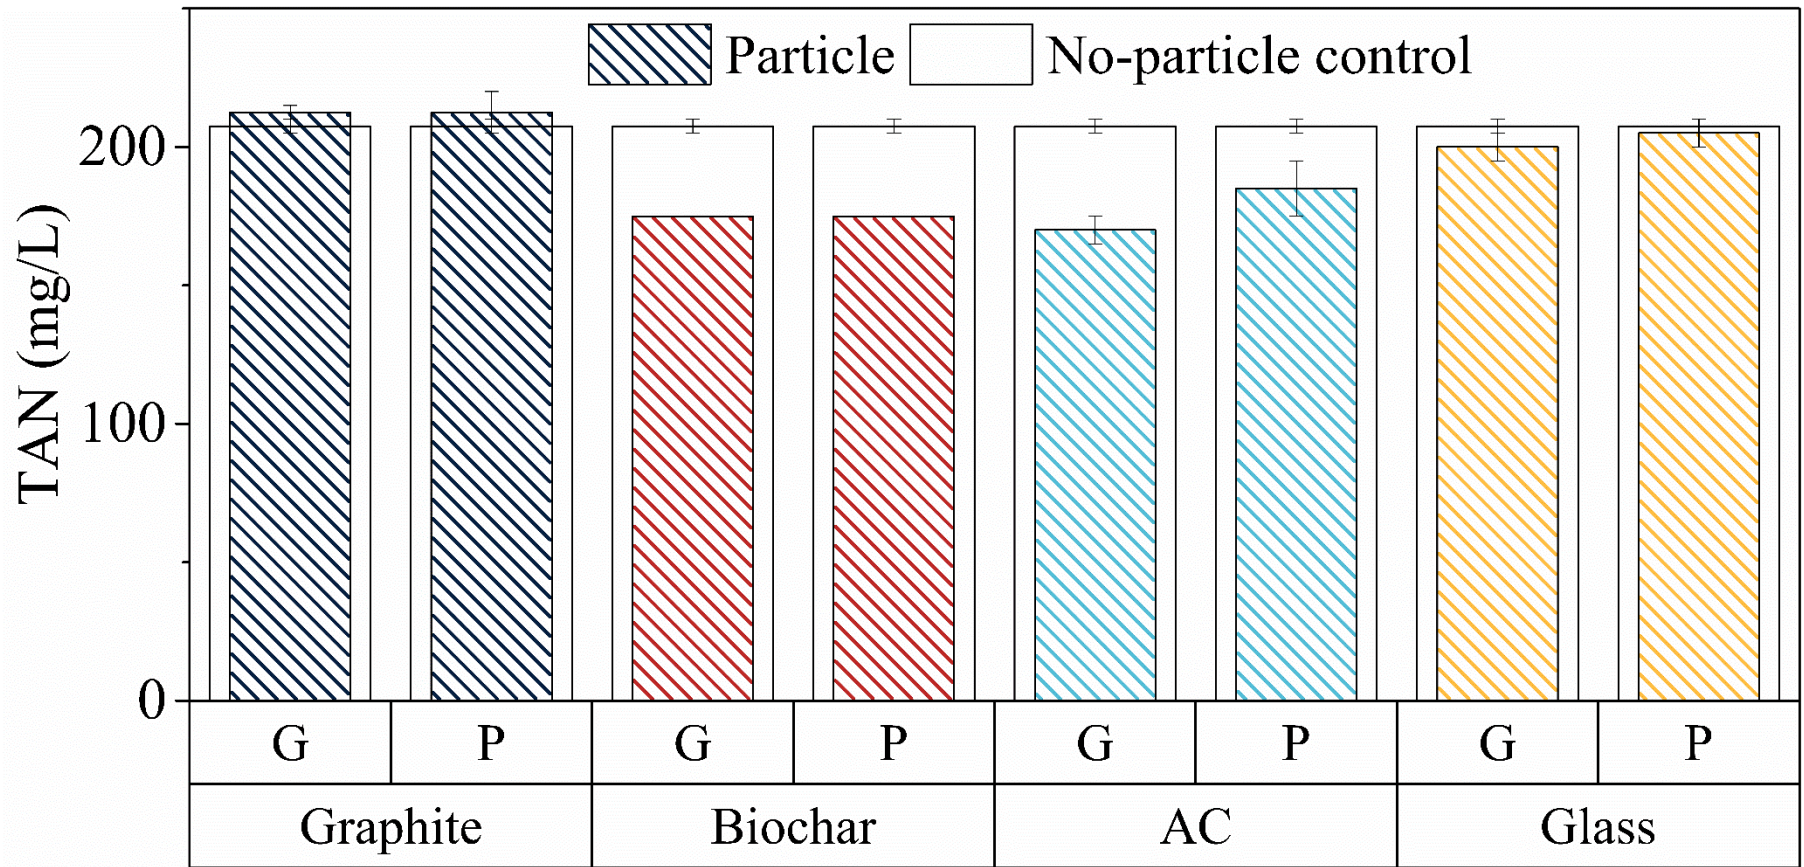 Particle No-particle control
TAN (mg/L)
200
100
0
G P G P G P G P
Graphite Biochar AC Glass